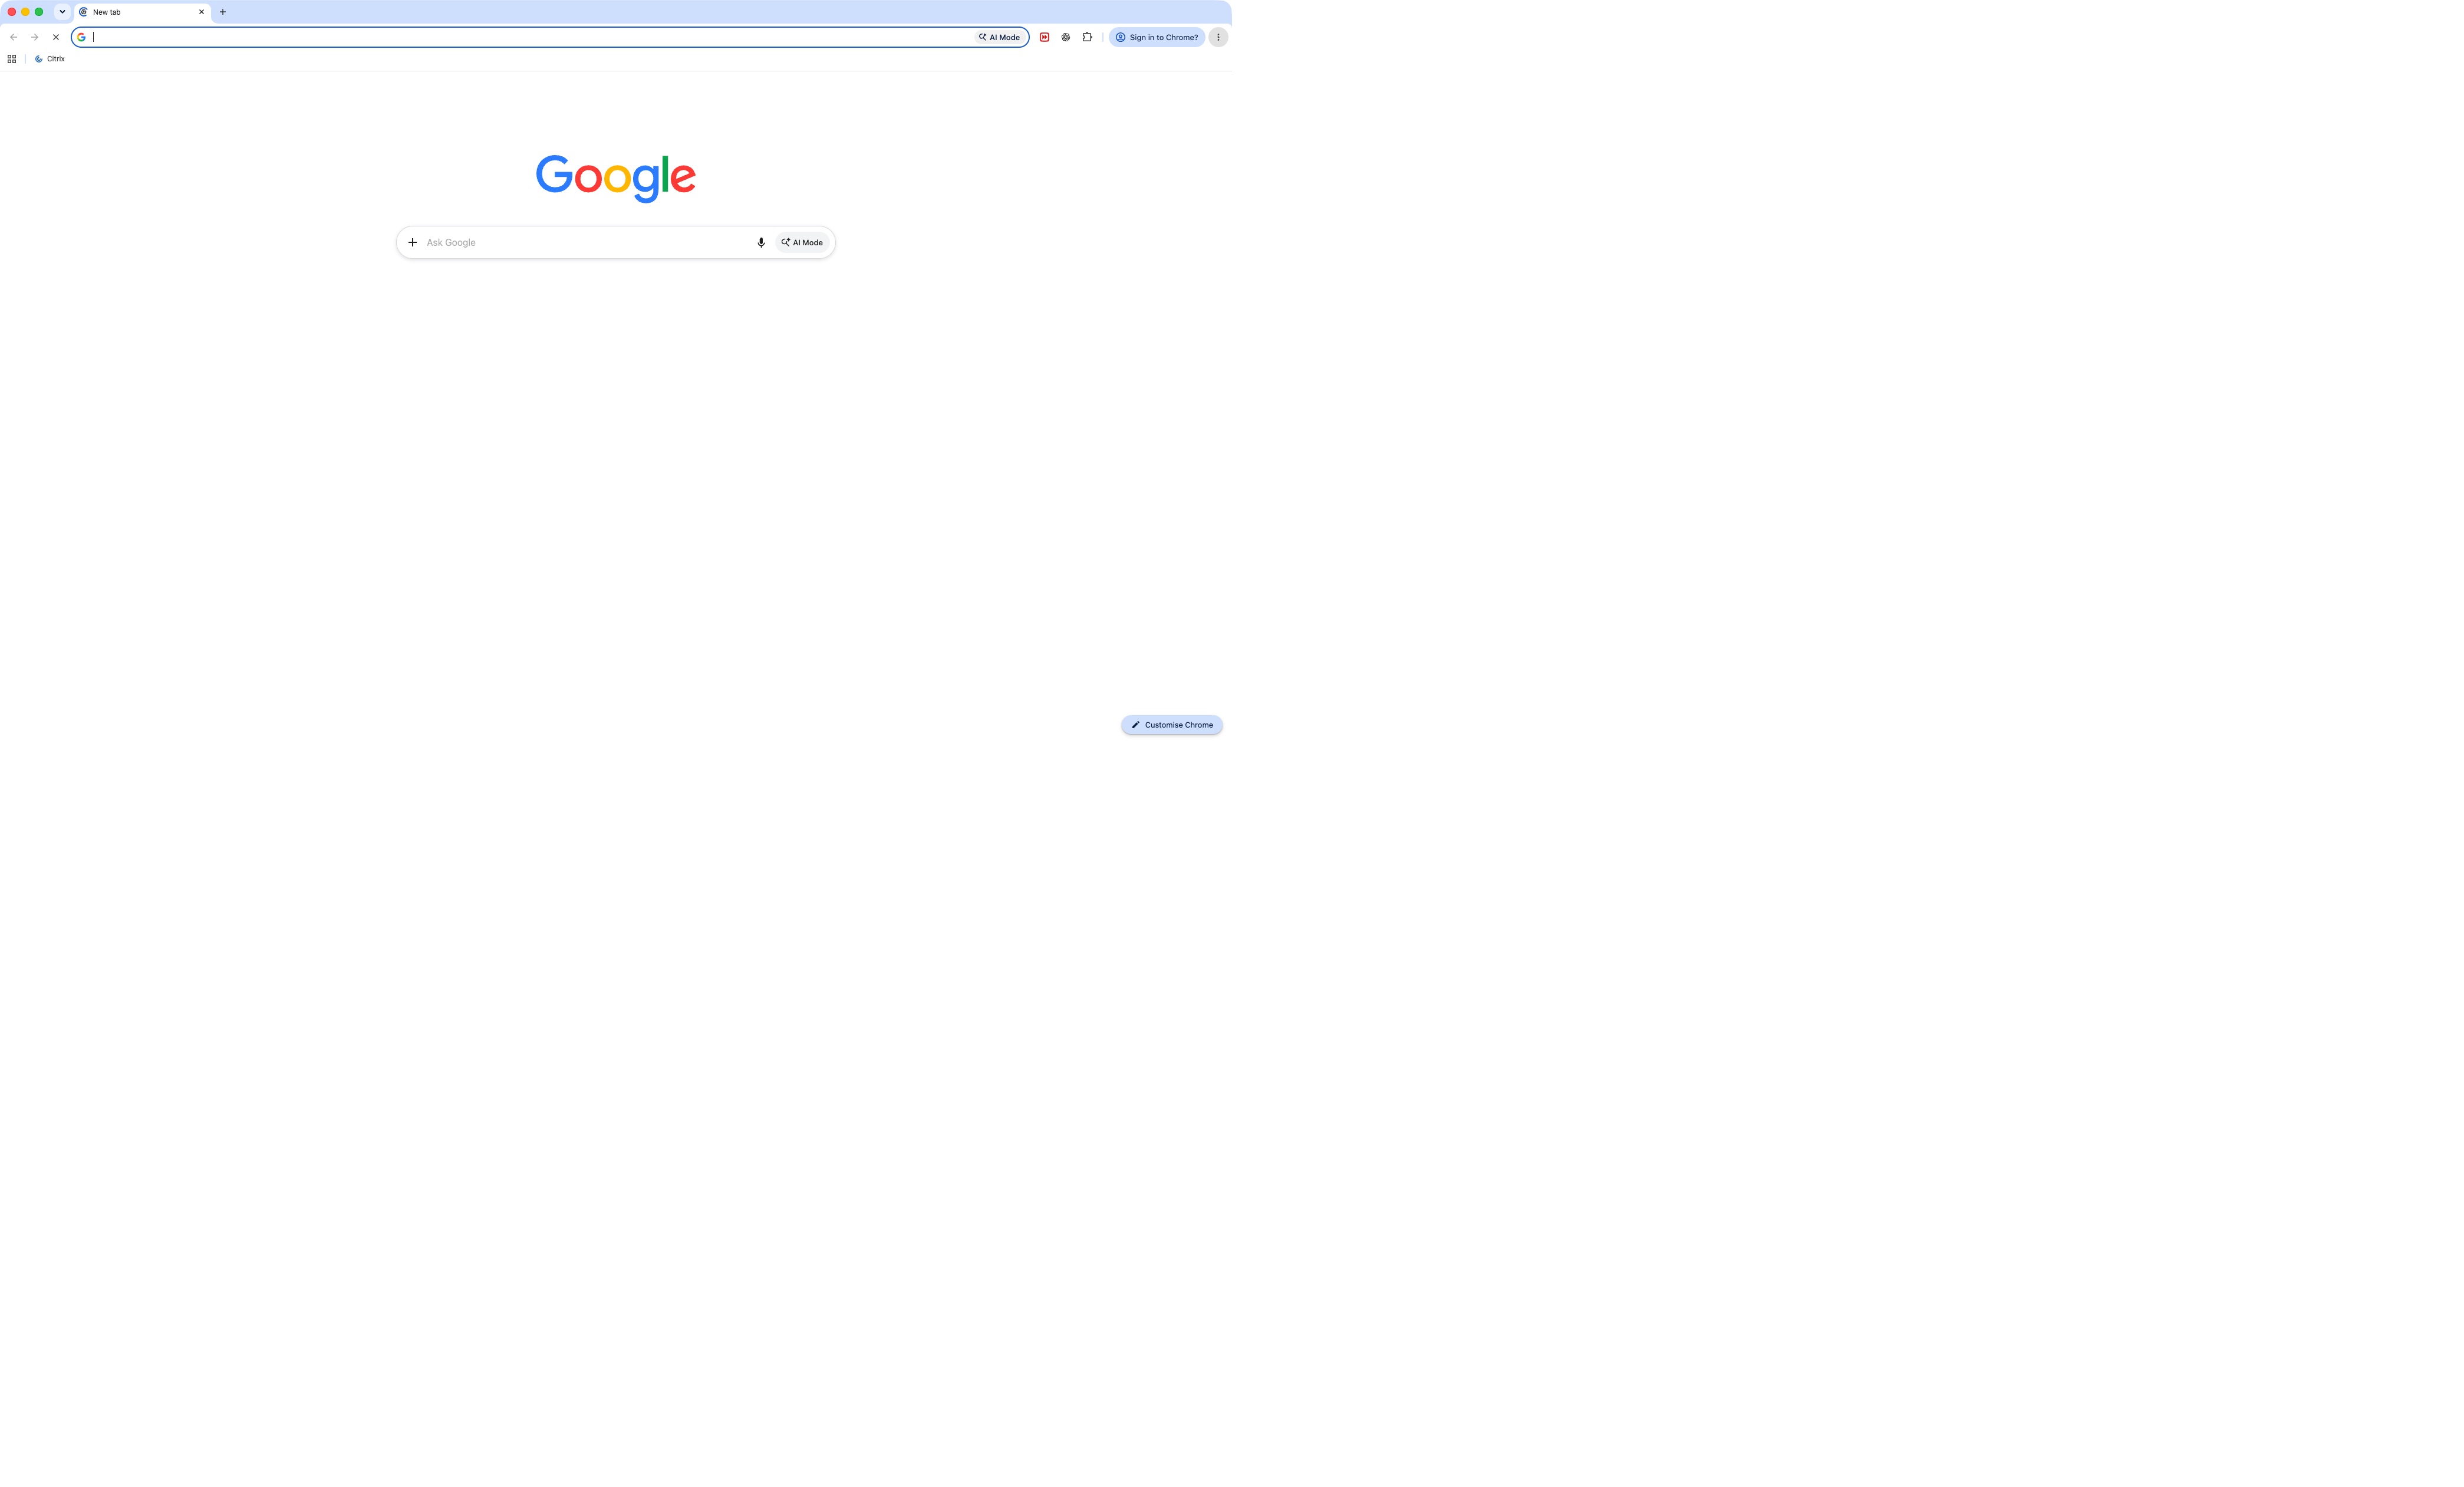 New tab
AI Mode
Sign in to Chrome?
Citrix
Google
Ask Google
AI Mode
Customise Chrome